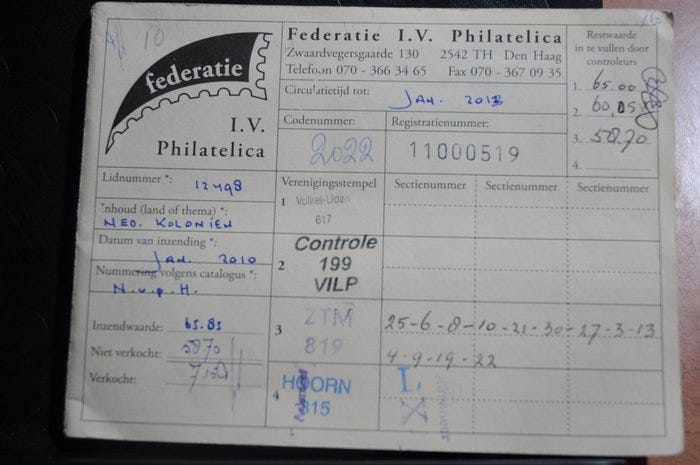 10
federatie
I.V.
Philatelica
Federatie I.V. Philatelica
Zwaardvegersgaarde 130 2542 TH Den Haag
Telefoon 070 - 366 34 65 Fax 070 - 367 09 35
Circulatietijd tot: JAN. 2013
Codenummer: 2022
Registratienummer: 11000519
Restwaarde
in te vullen door
controleurs
1. 65.00
2. 60,85
3. 58.70
4.
Lidnummer *: 12498
Inhoud (land of thema) *:
NED. KOLONIEN
Datum van inzending *:
JAN. 2010
Nummering volgens catalogus *:
N.v.P.H.
Inzendwaarde: 65.85
Niet verkocht: 58.70
Verkocht:
Verenigingsstempel
Sectienummer Sectienummer Sectienummer
1 Volkel-Uden
617
2 Controle
199
VILP
3 ZTM
819
25-6-8-10-21-30-27-3-13
4-9-19-22
4 HOORN
815
L
X